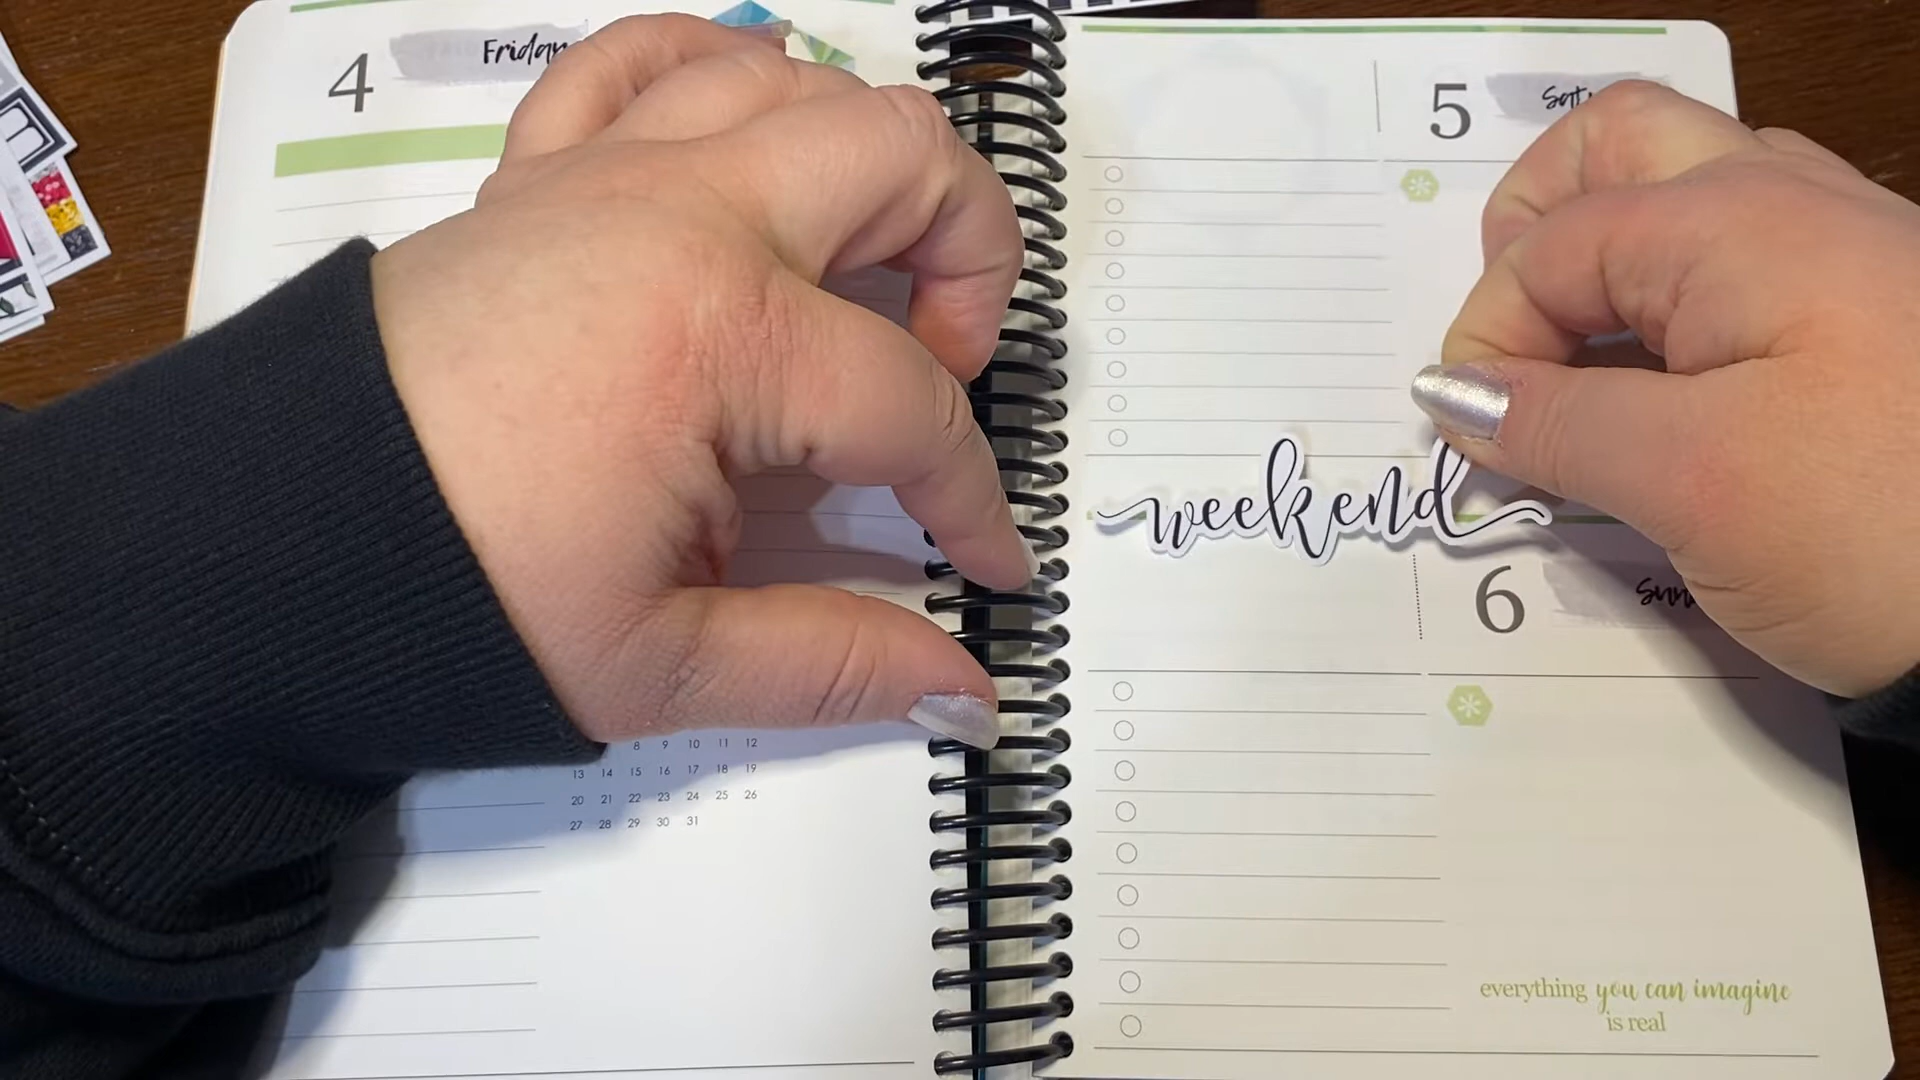 4 Friday
8 9 10 11 12
13 14 15 16 17 18 19
20 21 22 23 24 25 26
27 28 29 30 31
5
weekend
6
everything you can imagine
is real